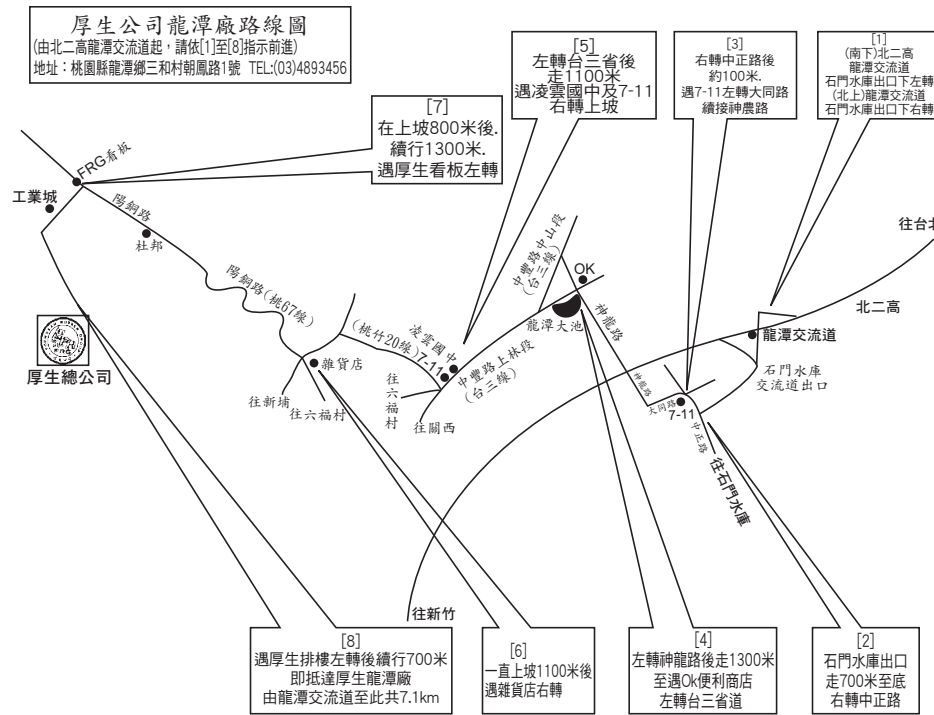 厚生公司龍潭廠路線圖
(由北二高龍潭交流道起，請依[1]至[8]指示前進)
地址：桃園縣龍潭鄉三和村朝鳳路1號 TEL:(03)4893456
[1]
(南下)北二高
龍潭交流道
石門水庫出口下左轉
(北上)龍潭交流道
石門水庫出口下右轉
[3]
右轉中正路後
約100米.
遇7-11左轉大同路
續接神農路
[5]
左轉台三省後
走1100米
遇凌雲國中及7-11
右轉上坡
[7]
在上坡800米後.
續行1300米.
遇厚生看板左轉
FRG看板
工業城
陽銅路
杜邦
陽銅路(桃67線)
厚生總公司
雜貨店
往新埔
往六福村
(桃竹20線)
7-11
凌雲國中
往六福村
往關西
中豐路上林段
(台三線)
中豐路中山段
(台三線)
OK
龍潭大池
神龍路
神龍路
大同路
7-11
中正路
往石門水庫
往台北
北二高
龍潭交流道
石門水庫
交流道出口
往新竹
[8]
遇厚生排樓左轉後續行700米
即抵達厚生龍潭廠
由龍潭交流道至此共7.1km
[6]
一直上坡1100米後
遇雜貨店右轉
[4]
左轉神龍路後走1300米
至遇Ok便利商店
左轉台三省道
[2]
石門水庫出口
走700米至底
右轉中正路